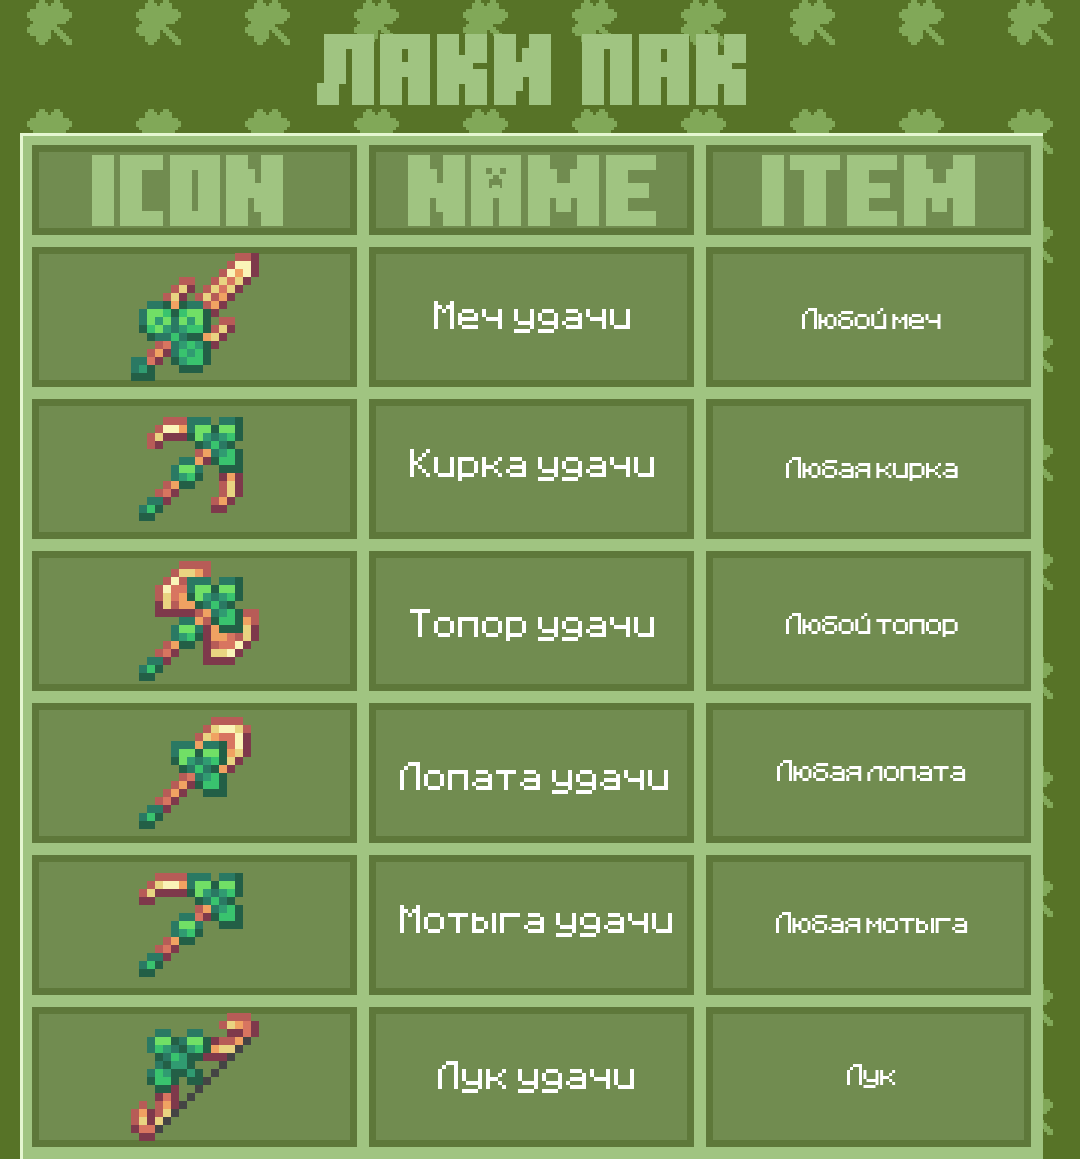 ЛАКИ ПАК
ICON NAME ITEM
Меч удачи Любой меч
Кирка удачи Любая кирка
Топор удачи Любой топор
Лопата удачи Любая лопата
Мотыга удачи Любая мотыга
Лук удачи Лук